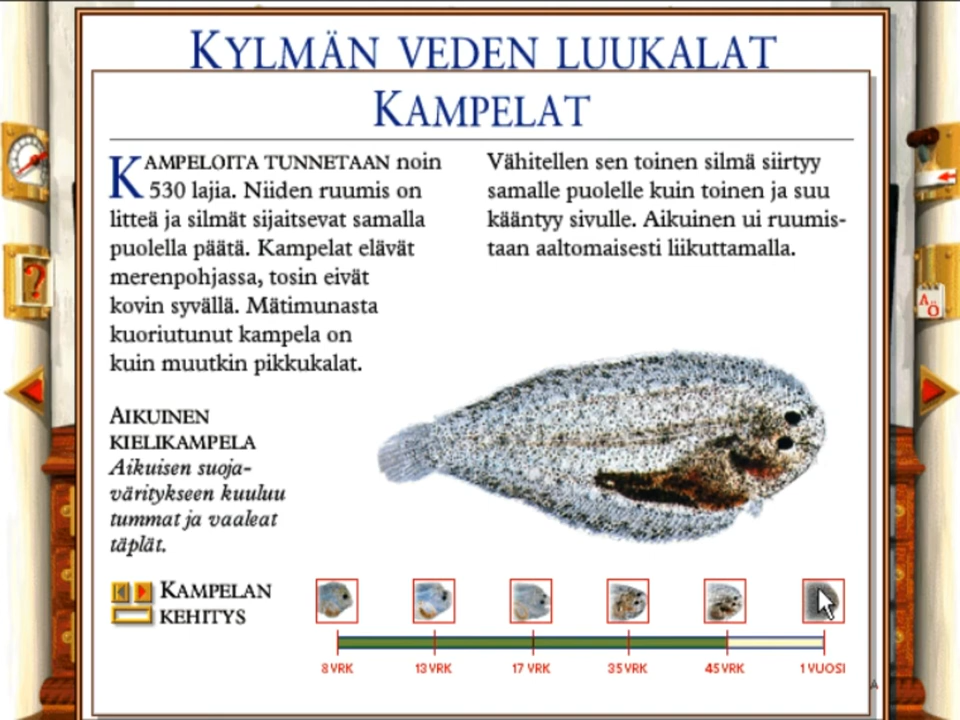 KYLMÄN VEDEN LUUKALAT
KAMPELAT
KAMPELOITA TUNNETAAN noin
530 lajia. Niiden ruumis on
litteä ja silmät sijaitsevat samalla
puolella päätä. Kampelat elävät
merenpohjassa, tosin eivät
kovin syvällä. Mätimunasta
kuoriutunut kampela on
kuin muutkin pikkukalat.
Vähitellen sen toinen silmä siirtyy
samalle puolelle kuin toinen ja suu
kääntyy sivulle. Aikuinen ui ruumis-
taan aaltomaisesti liikuttamalla.
AIKUINEN
KIELIKAMPELA
Aikuisen suoja-
väritykseen kuuluu
tummat ja vaaleat
täplät.
KAMPELAN
KEHITYS
8 VRK 13 VRK 17 VRK 35 VRK 45 VRK 1 VUOSI
?
A
Ö
A